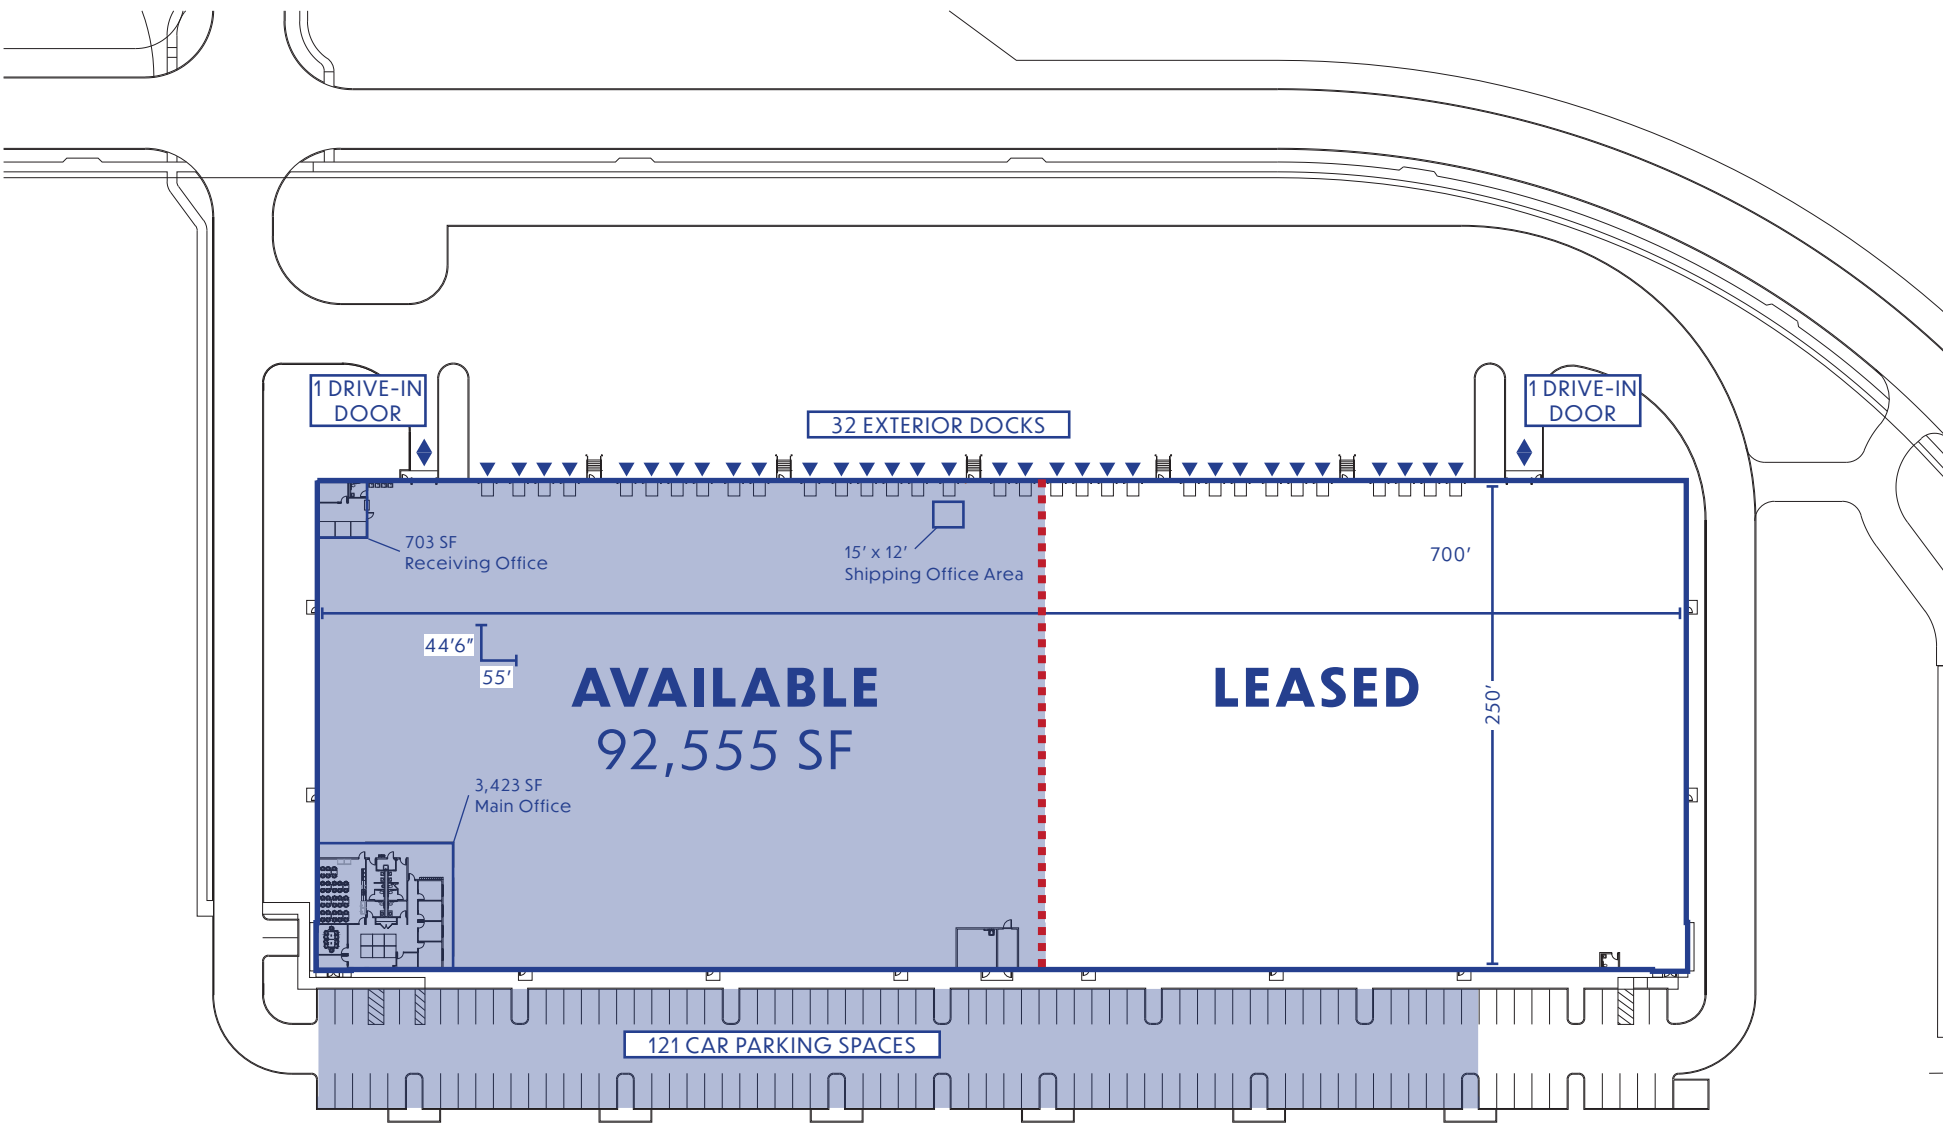 1 DRIVE-IN
DOOR
32 EXTERIOR DOCKS
1 DRIVE-IN
DOOR
703 SF
Receiving Office
15' x 12'
Shipping Office Area
700'
44'6"
55'
AVAILABLE
92,555 SF
LEASED
250'
3,423 SF
Main Office
121 CAR PARKING SPACES